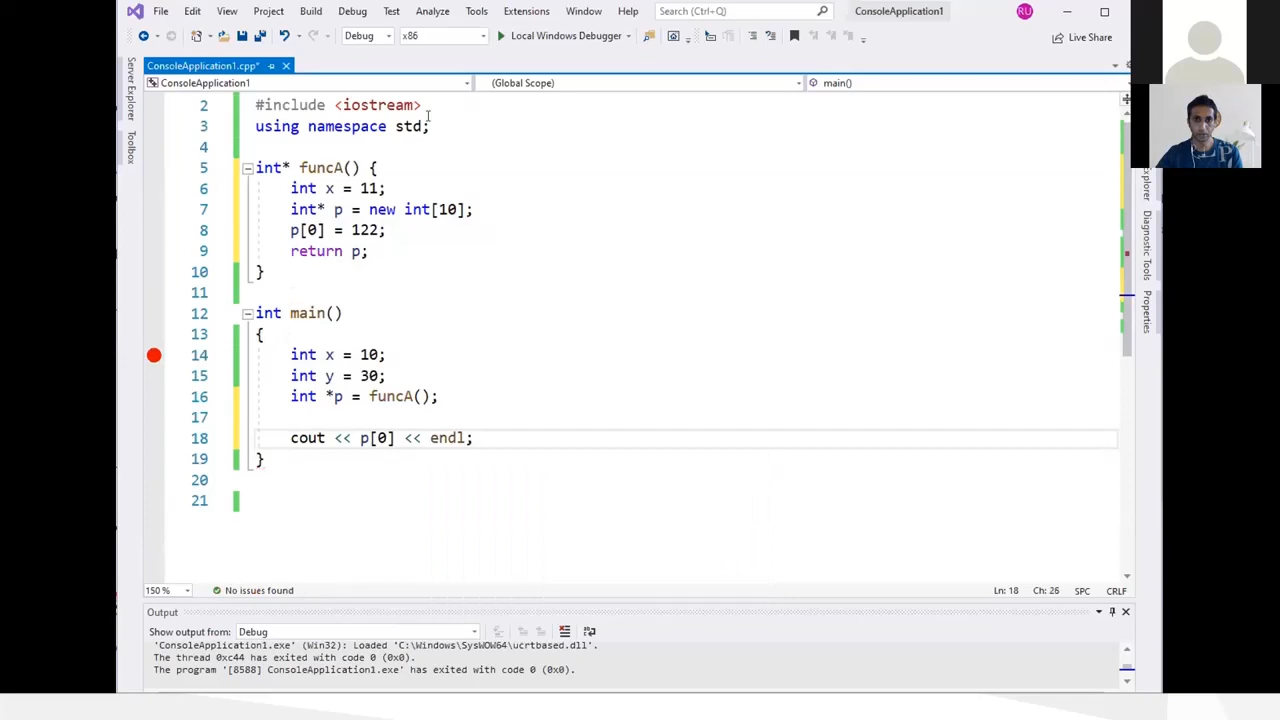 File Edit View Project Build Debug Test Analyze Tools Extensions Window Help Search (Ctrl+Q) ConsoleApplication1 RU
Debug x86 Local Windows Debugger Live Share
ConsoleApplication1.cpp*
ConsoleApplication1 (Global Scope) main()
Server Explorer
Toolbox
2 #include <iostream>
3 using namespace std;
4
5 int* funcA() {
6 int x = 11;
7 int* p = new int[10];
8 p[0] = 122;
9 return p;
10 }
11
12 int main()
13 {
14 int x = 10;
15 int y = 30;
16 int *p = funcA();
17
18 cout << p[0] << endl;
19 }
20
21
Diagnostic Tools
Properties
150 % No issues found Ln: 18 Ch: 26 SPC CRLF
Output
Show output from: Debug
'ConsoleApplication1.exe' (Win32): Loaded 'C:\Windows\SysWOW64\ucrtbased.dll'.
The thread 0xc44 has exited with code 0 (0x0).
The program '[8588] ConsoleApplication1.exe' has exited with code 0 (0x0).